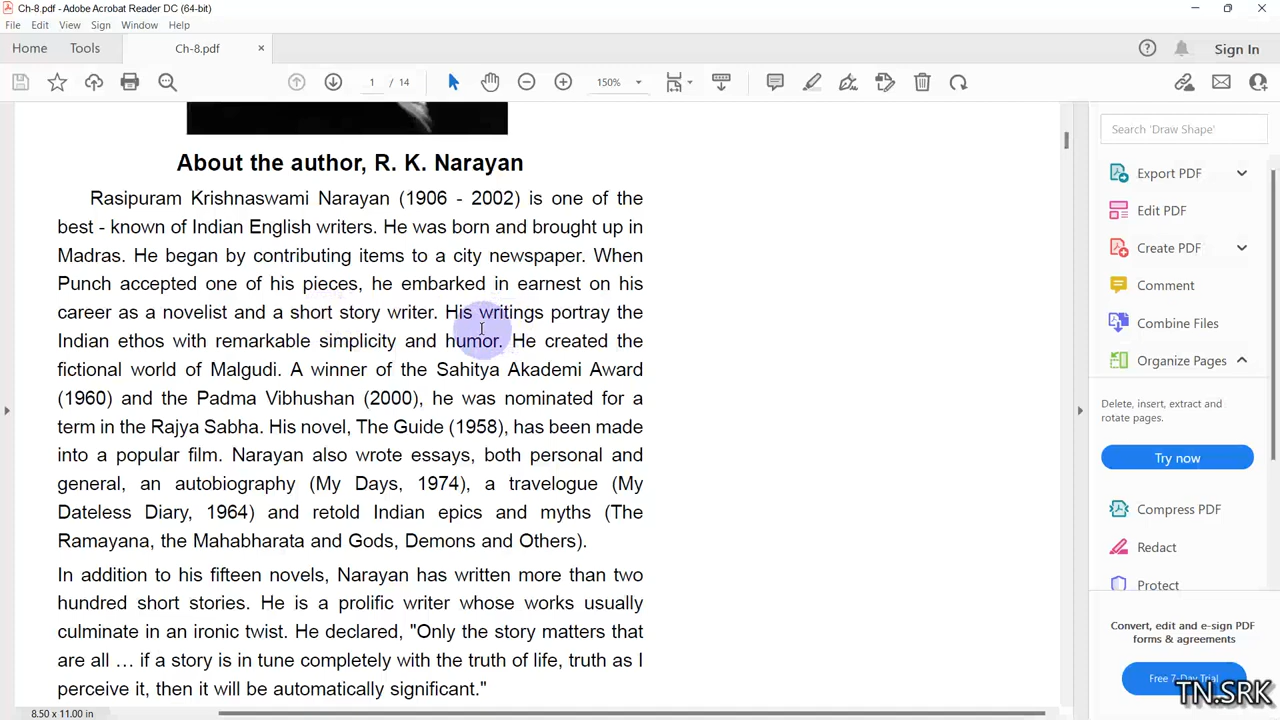 Ch-8.pdf - Adobe Acrobat Reader DC (64-bit)
File Edit View Sign Window Help
Home Tools Ch-8.pdf × Sign In
1 / 14 150%
About the author, R. K. Narayan
Rasipuram Krishnaswami Narayan (1906 - 2002) is one of the
best - known of Indian English writers. He was born and brought up in
Madras. He began by contributing items to a city newspaper. When
Punch accepted one of his pieces, he embarked in earnest on his
career as a novelist and a short story writer. His writings portray the
Indian ethos with remarkable simplicity and humor. He created the
fictional world of Malgudi. A winner of the Sahitya Akademi Award
(1960) and the Padma Vibhushan (2000), he was nominated for a
term in the Rajya Sabha. His novel, The Guide (1958), has been made
into a popular film. Narayan also wrote essays, both personal and
general, an autobiography (My Days, 1974), a travelogue (My
Dateless Diary, 1964) and retold Indian epics and myths (The
Ramayana, the Mahabharata and Gods, Demons and Others).
In addition to his fifteen novels, Narayan has written more than two
hundred short stories. He is a prolific writer whose works usually
culminate in an ironic twist. He declared, "Only the story matters that
are all … if a story is in tune completely with the truth of life, truth as I
perceive it, then it will be automatically significant."
8.50 x 11.00 in
Search 'Draw Shape'
Export PDF
Edit PDF
Create PDF
Comment
Combine Files
Organize Pages
Delete, insert, extract and
rotate pages.
Try now
Compress PDF
Redact
Protect
Convert, edit and e-sign PDF
forms & agreements
Free 7-Day Trial
TN.SRK